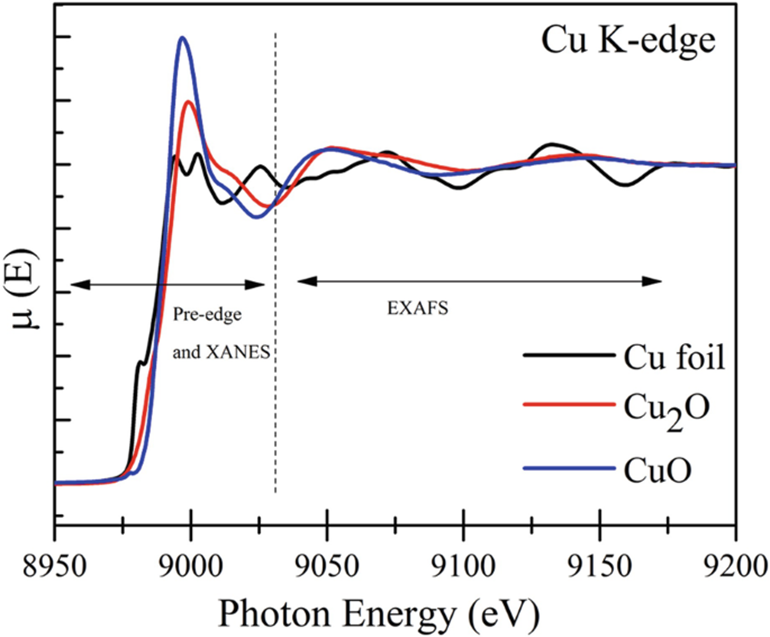 Cu K-edge
μ (E)
Pre-edge
and XANES
EXAFS
Cu foil
Cu2O
CuO
8950 9000 9050 9100 9150 9200
Photon Energy (eV)